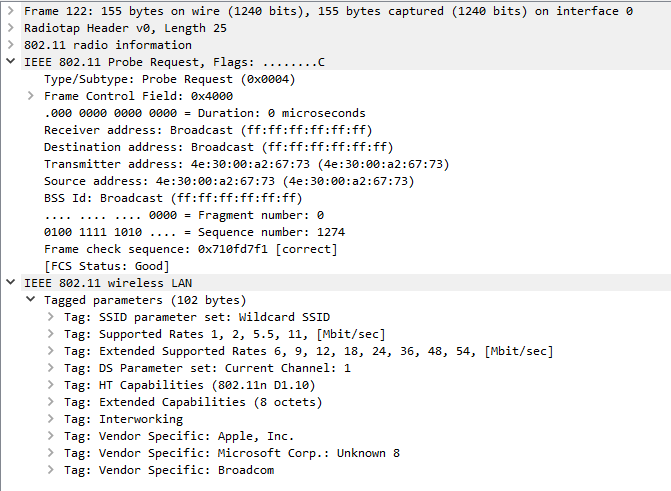 Frame 122: 155 bytes on wire (1240 bits), 155 bytes captured (1240 bits) on interface 0
Radiotap Header v0, Length 25
802.11 radio information
IEEE 802.11 Probe Request, Flags: ........C
Type/Subtype: Probe Request (0x0004)
Frame Control Field: 0x4000
.000 0000 0000 0000 = Duration: 0 microseconds
Receiver address: Broadcast (ff:ff:ff:ff:ff:ff)
Destination address: Broadcast (ff:ff:ff:ff:ff:ff)
Transmitter address: 4e:30:00:a2:67:73 (4e:30:00:a2:67:73)
Source address: 4e:30:00:a2:67:73 (4e:30:00:a2:67:73)
BSS Id: Broadcast (ff:ff:ff:ff:ff:ff)
.... .... .... 0000 = Fragment number: 0
0100 1111 1010 .... = Sequence number: 1274
Frame check sequence: 0x710fd7f1 [correct]
[FCS Status: Good]
IEEE 802.11 wireless LAN
Tagged parameters (102 bytes)
Tag: SSID parameter set: Wildcard SSID
Tag: Supported Rates 1, 2, 5.5, 11, [Mbit/sec]
Tag: Extended Supported Rates 6, 9, 12, 18, 24, 36, 48, 54, [Mbit/sec]
Tag: DS Parameter set: Current Channel: 1
Tag: HT Capabilities (802.11n D1.10)
Tag: Extended Capabilities (8 octets)
Tag: Interworking
Tag: Vendor Specific: Apple, Inc.
Tag: Vendor Specific: Microsoft Corp.: Unknown 8
Tag: Vendor Specific: Broadcom